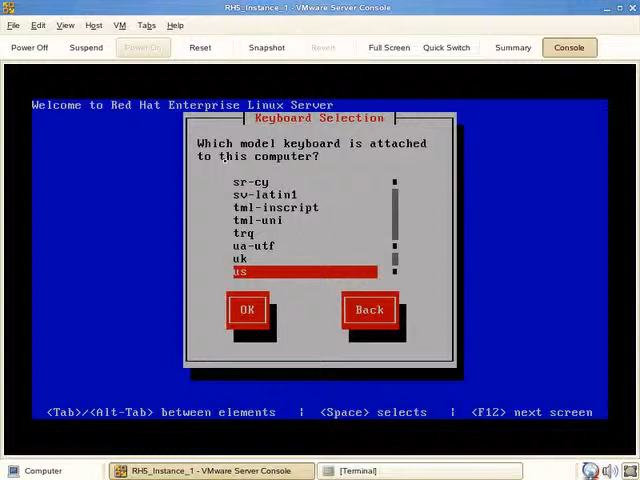 RH5_Instance_1 - VMware Server Console
File Edit View Host VM Tabs Help
Power Off Suspend Power On Reset Snapshot Revert Full Screen Quick Switch Summary Console
Welcome to Red Hat Enterprise Linux Server
Keyboard Selection
Which model keyboard is attached
to this computer?
sr-cy
sv-latin1
tml-inscript
tml-uni
trq
ua-utf
uk
us
OK Back
<Tab>/<Alt-Tab> between elements | <Space> selects | <F12> next screen
Computer RH5_Instance_1 - VMware Server Console [Terminal]